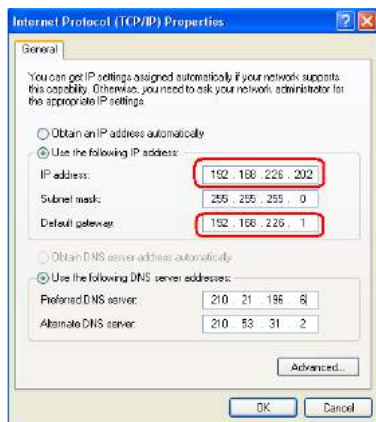 Internet Protocol (TCP/IP) Properties
General
You can get IP settings assigned automatically if your network supports
this capability. Otherwise, you need to ask your network administrator for
the appropriate IP settings.
Obtain an IP address automatically
Use the following IP address:
IP address: 192 . 168 . 226 . 202
Subnet mask: 255 . 255 . 255 . 0
Default gateway: 192 . 168 . 226 . 1
Obtain DNS server address automatically
Use the following DNS server addresses:
Preferred DNS server: 210 . 21 . 196 . 6
Alternate DNS server: 210 . 53 . 31 . 2
Advanced...
OK Cancel